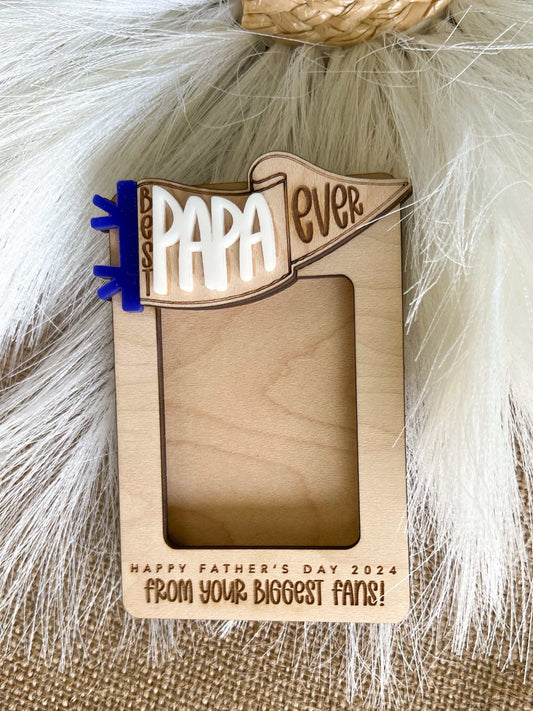 BEST
PAPA
EVER
HAPPY FATHER'S DAY 2024
FROM YOUR BIGGEST FANS!